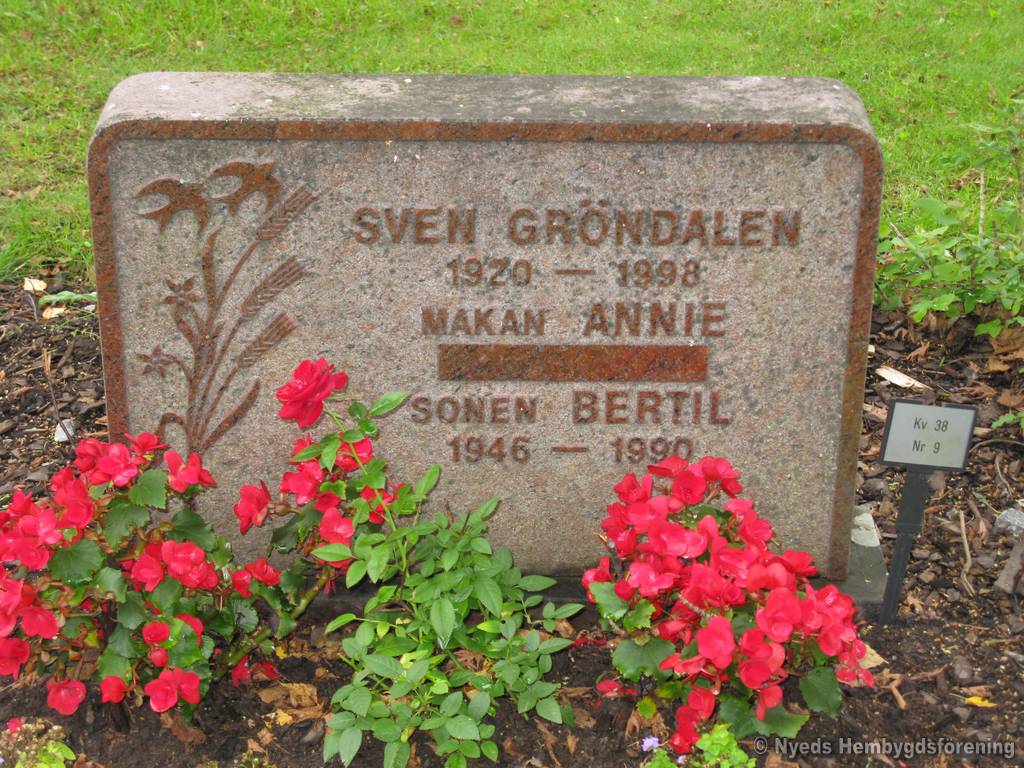 SVEN GRÖNDALEN
1920 — 1998
MAKAN ANNIE
SONEN BERTIL
1946 — 1990
Kv 38
Nr 9
© Nyeds Hembygdsförening